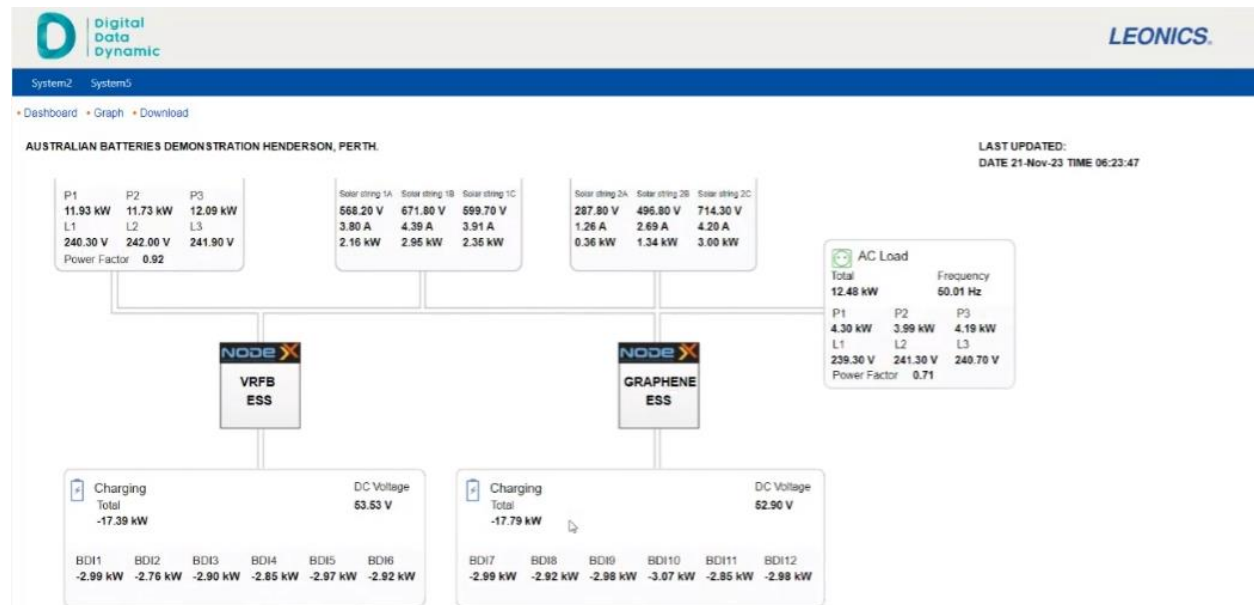 Digital
Data
Dynamic
LEONICS.
System2 System5
• Dashboard • Graph • Download
AUSTRALIAN BATTERIES DEMONSTRATION HENDERSON, PERTH.
LAST UPDATED:
DATE 21-Nov-23 TIME 06:23:47
P1 P2 P3
11.93 kW 11.73 kW 12.09 kW
L1 L2 L3
240.30 V 242.00 V 241.90 V
Power Factor 0.92
Solar string 1A Solar string 1B Solar string 1C
568.20 V 671.80 V 599.70 V
3.80 A 4.39 A 3.91 A
2.16 kW 2.95 kW 2.35 kW
Solar string 2A Solar string 2B Solar string 2C
287.80 V 496.80 V 714.30 V
1.26 A 2.69 A 4.20 A
0.36 kW 1.34 kW 3.00 kW
AC Load
Total Frequency
12.48 kW 50.01 Hz
P1 P2 P3
4.30 kW 3.99 kW 4.19 kW
L1 L2 L3
239.30 V 241.30 V 240.70 V
Power Factor 0.71
NODE X
VRFB
ESS
NODE X
GRAPHENE
ESS
Charging DC Voltage
Total 53.53 V
-17.39 kW
BDI1 BDI2 BDI3 BDI4 BDI5 BDI6
-2.99 kW -2.76 kW -2.90 kW -2.85 kW -2.97 kW -2.92 kW
Charging DC Voltage
Total 52.90 V
-17.79 kW
BDI7 BDI8 BDI9 BDI10 BDI11 BDI12
-2.99 kW -2.92 kW -2.98 kW -3.07 kW -2.85 kW -2.98 kW